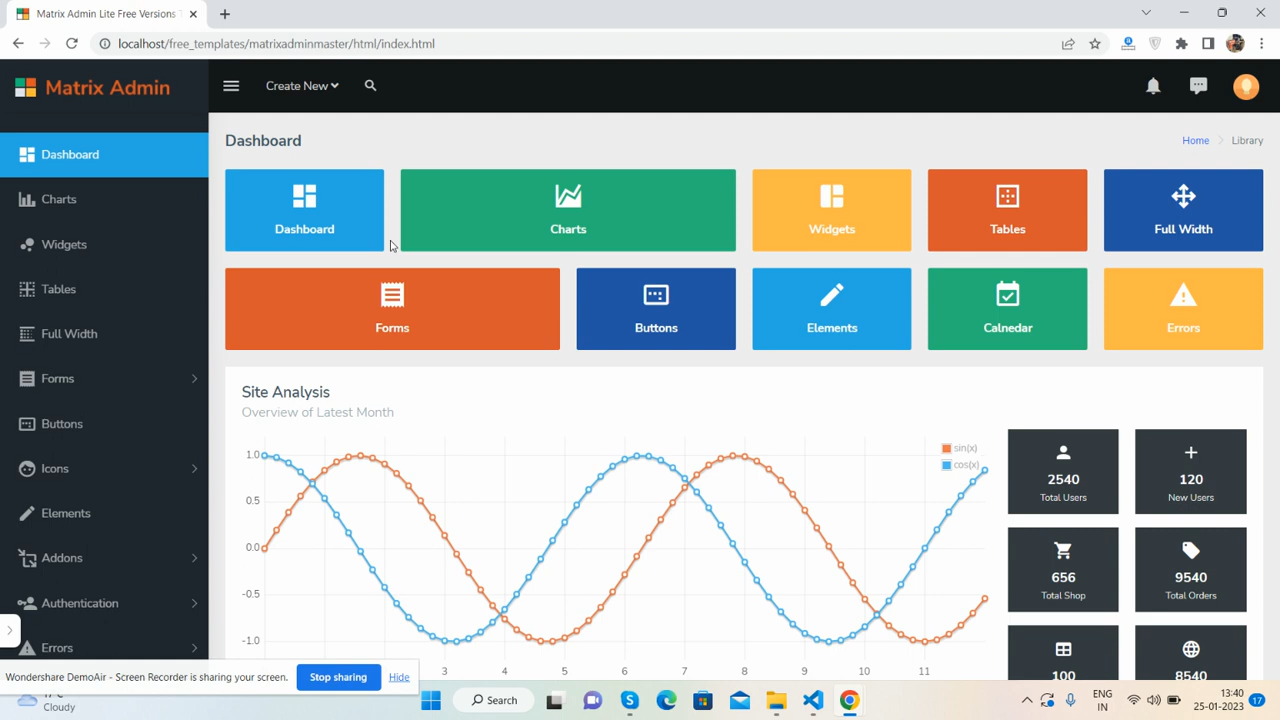 Matrix Admin Lite Free Versions
localhost/free_templates/matrixadminmaster/html/index.html
Matrix Admin
Create New
Dashboard
Charts
Widgets
Tables
Full Width
Forms
Buttons
Icons
Elements
Addons
Authentication
Errors
Dashboard
Home
Library
Dashboard
Charts
Widgets
Tables
Full Width
Forms
Buttons
Elements
Calnedar
Errors
Site Analysis
Overview of Latest Month
1.0
0.5
0.0
-0.5
-1.0
3 4 5 6 7 8 9 10 11
sin(x)
cos(x)
2540
Total Users
120
New Users
656
Total Shop
9540
Total Orders
100
8540
Wondershare DemoAir - Screen Recorder is sharing your screen.
Stop sharing
Hide
Cloudy
Search
ENG
IN
13:40
25-01-2023
17